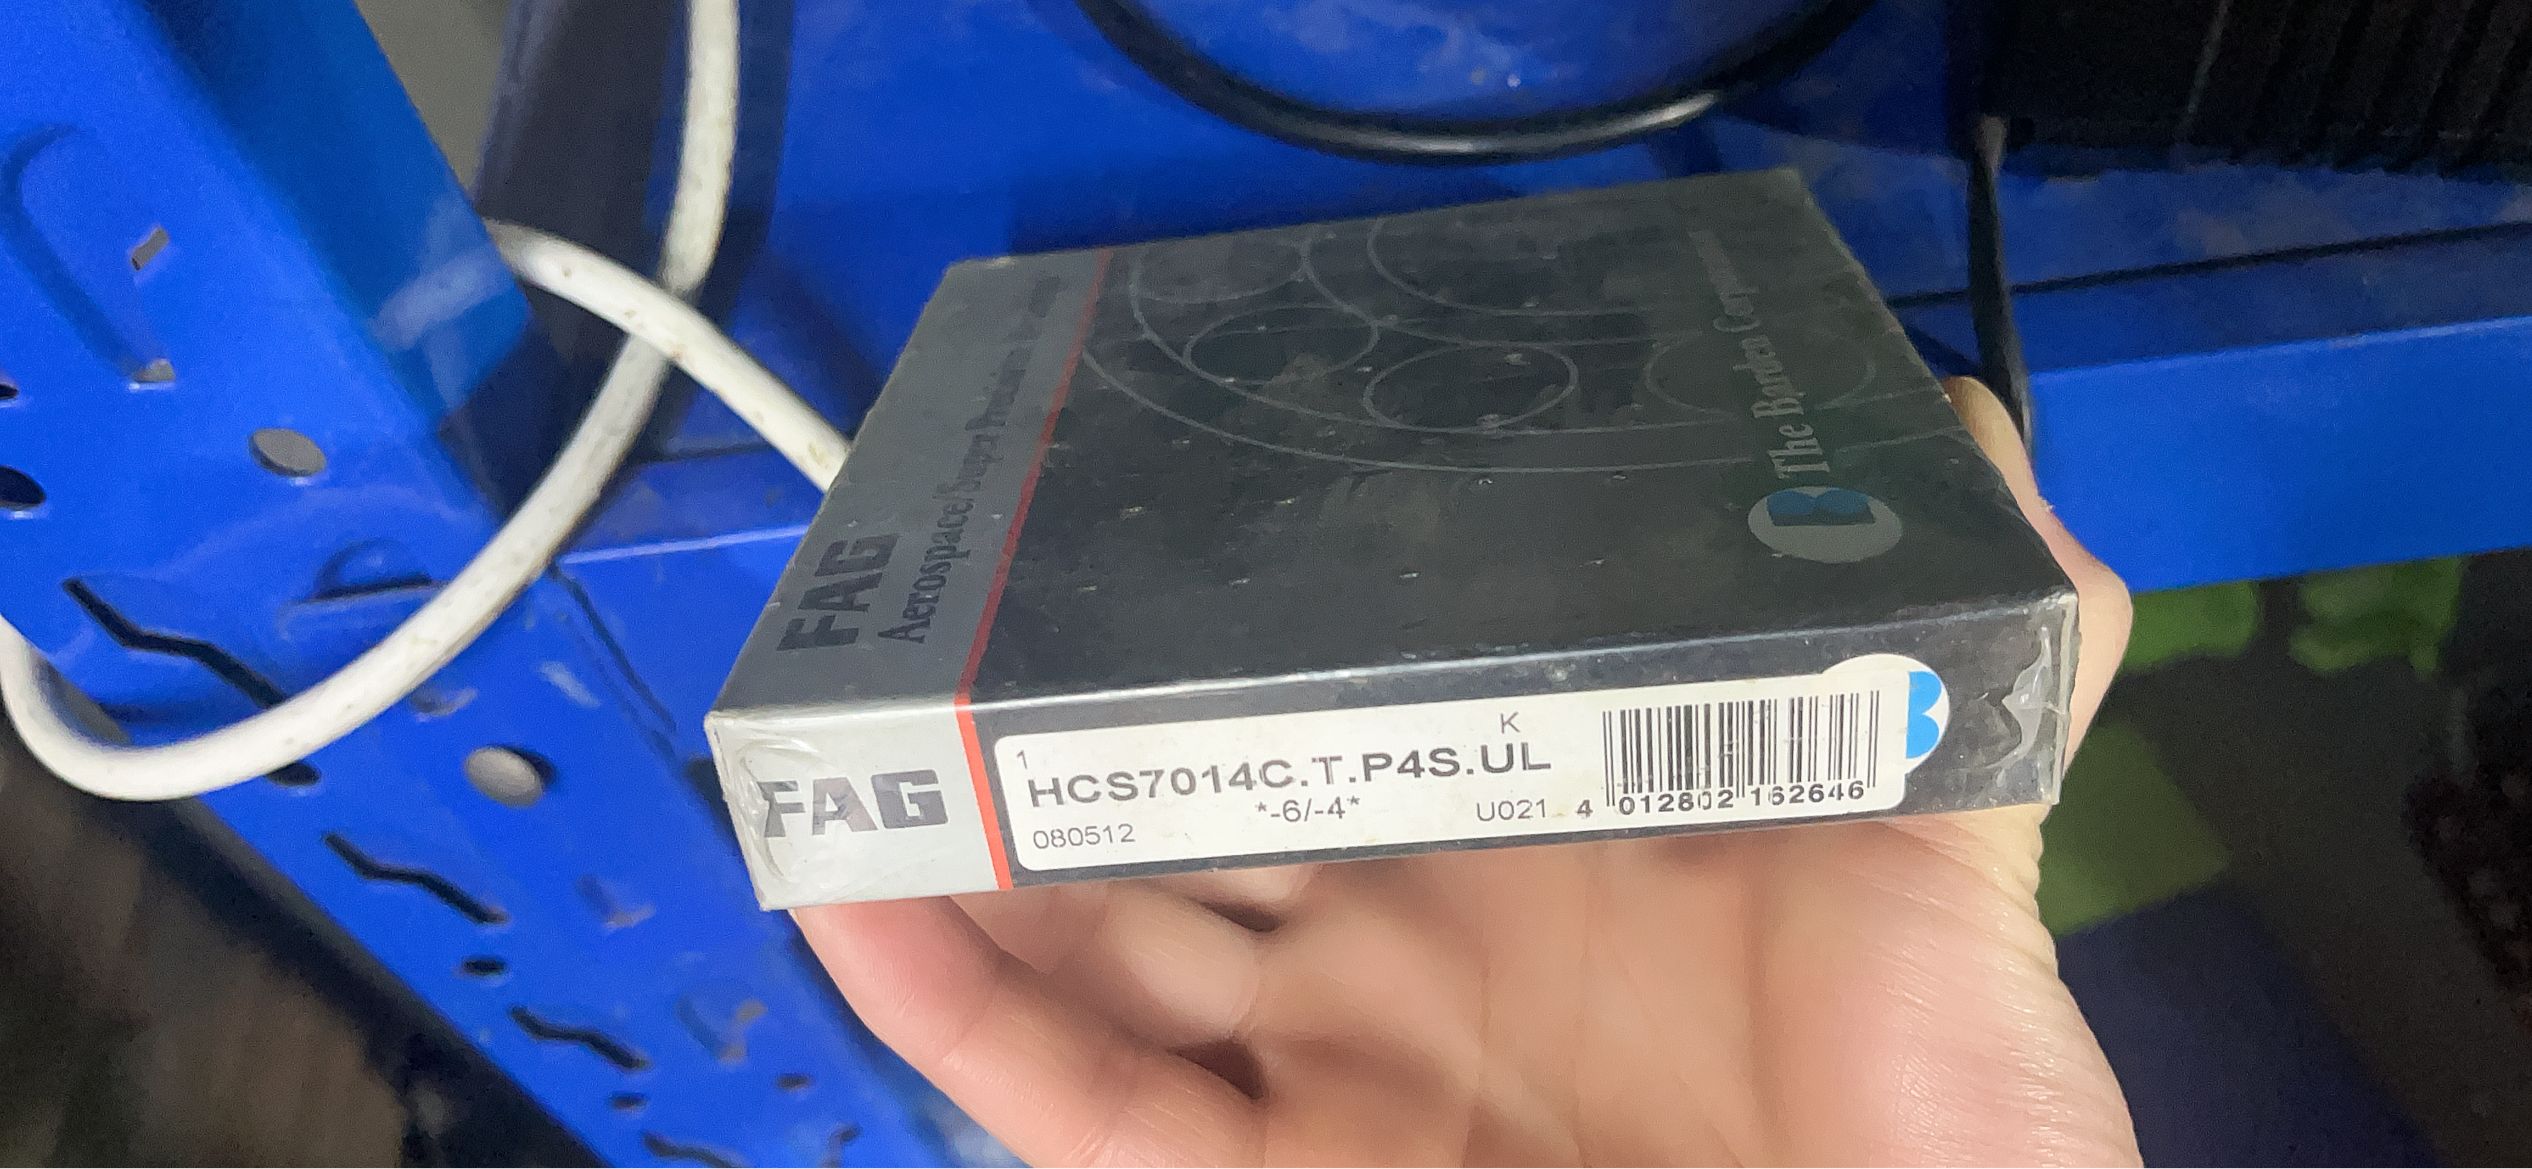 FAG
Aerospace/Super Precision
B The Barden Corporation
FAG
1
K
HCS7014C.T.P4S.UL
*-6/-4*
080512
U021
4 012802 162646
B